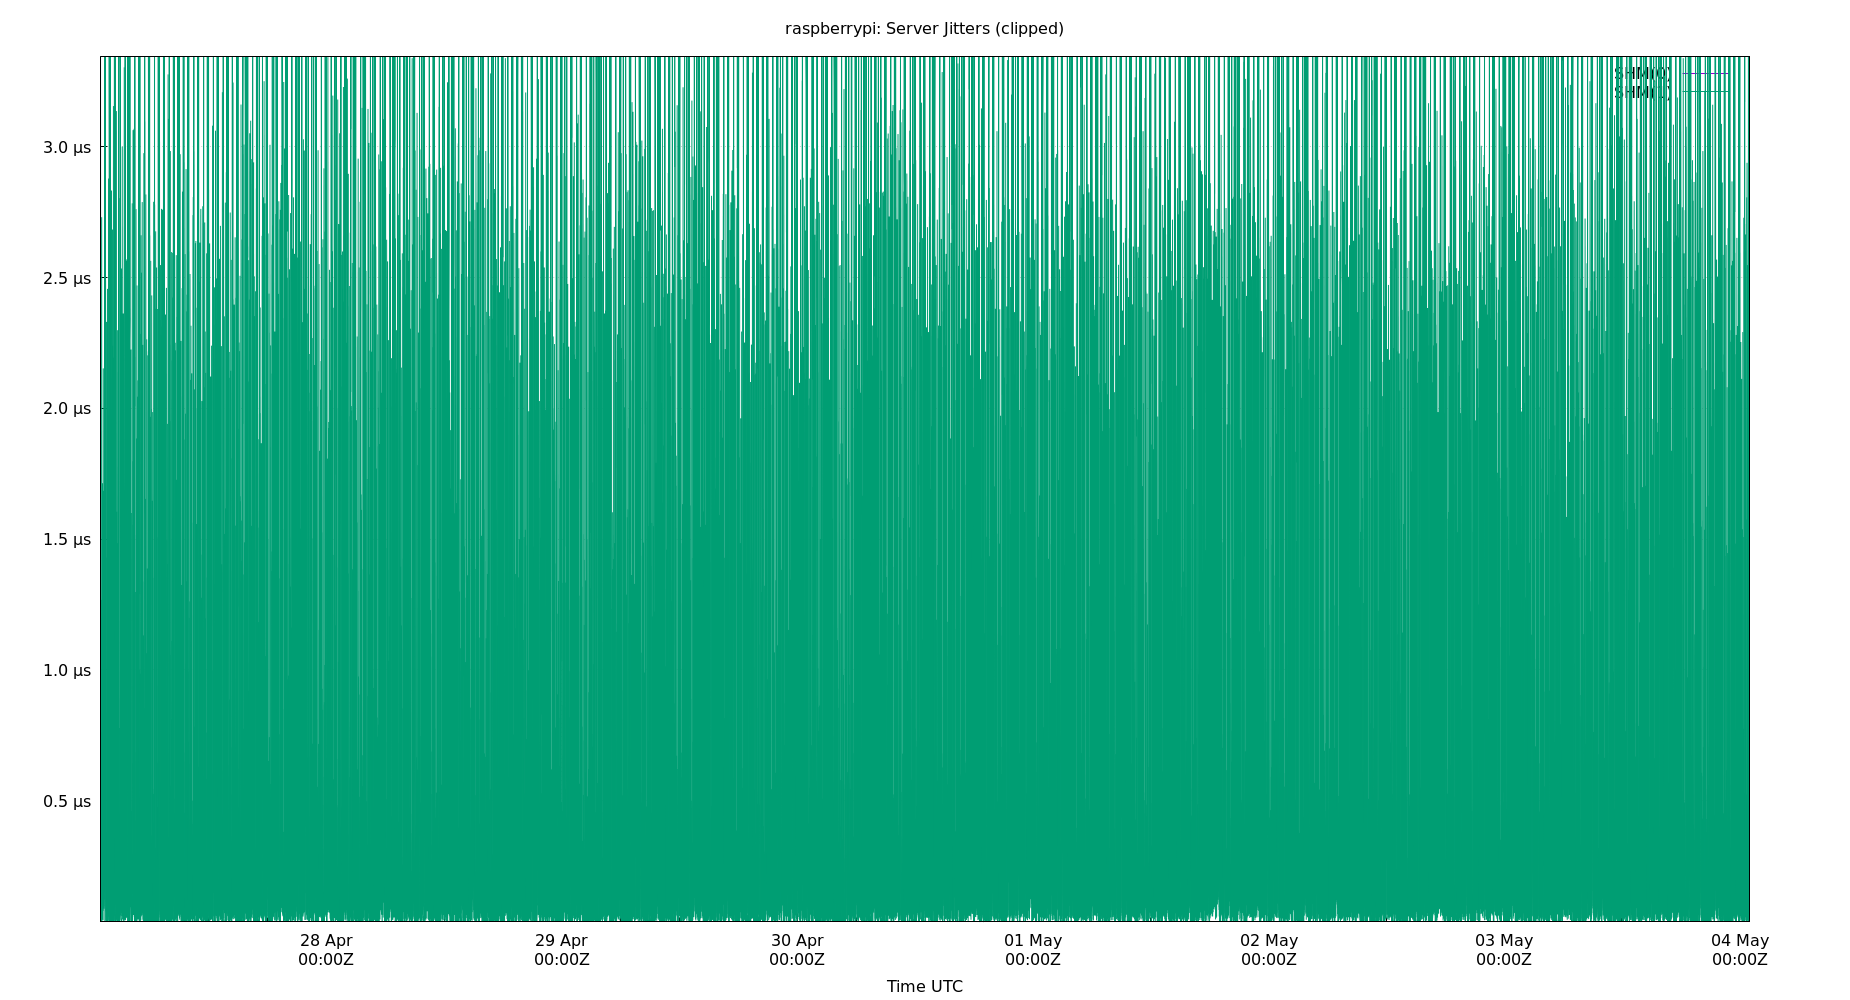 raspberrypi: Server Jitters (clipped)
SHM(0)
3.0 µs
2.5 µs
2.0 µs
1.5 µs
1.0 µs
0.5 µs
28 Apr 29 Apr 30 Apr 01 May 02 May 03 May 04 May
00:00Z 00:00Z 00:00Z 00:00Z 00:00Z 00:00Z 00:00Z
Time UTC